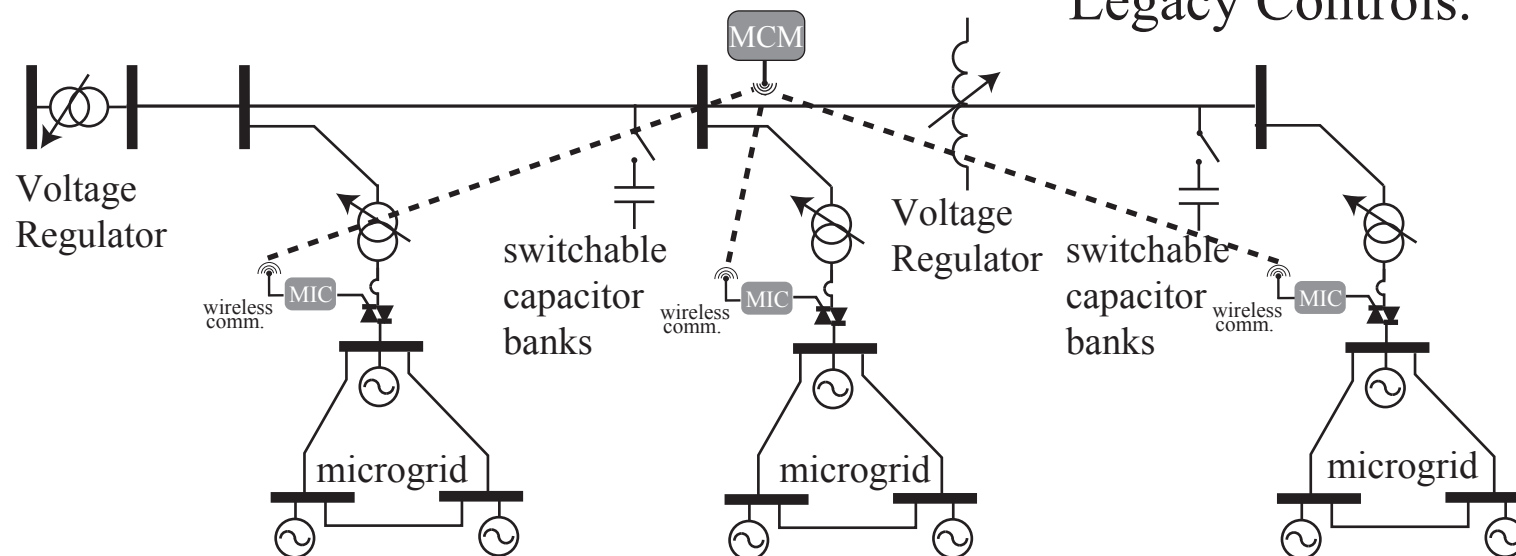 Legacy Controls.
MCM
Voltage
Regulator
switchable
capacitor
banks
Voltage
Regulator
switchable
capacitor
banks
MIC
wireless
comm.
MIC
wireless
comm.
MIC
wireless
comm.
microgrid
microgrid
microgrid